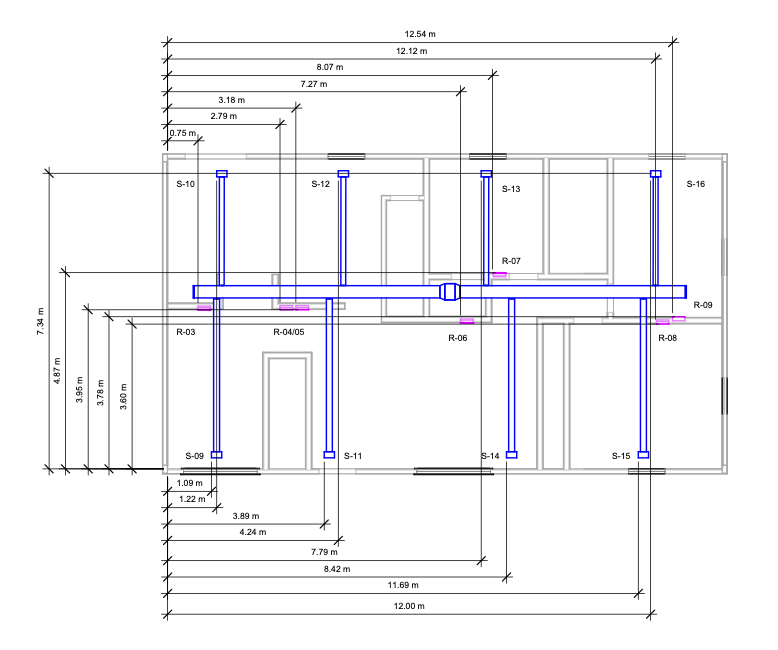 12.54 m
12.12 m
8.07 m
7.27 m
3.18 m
2.79 m
0.75 m
S-10
S-12
S-13
S-16
R-07
R-09
R-03
R-04/05
R-06
R-08
7.34 m
4.87 m
3.95 m
3.78 m
3.60 m
S-09
S-11
S-14
S-15
1.09 m
1.22 m
3.89 m
4.24 m
7.79 m
8.42 m
11.69 m
12.00 m